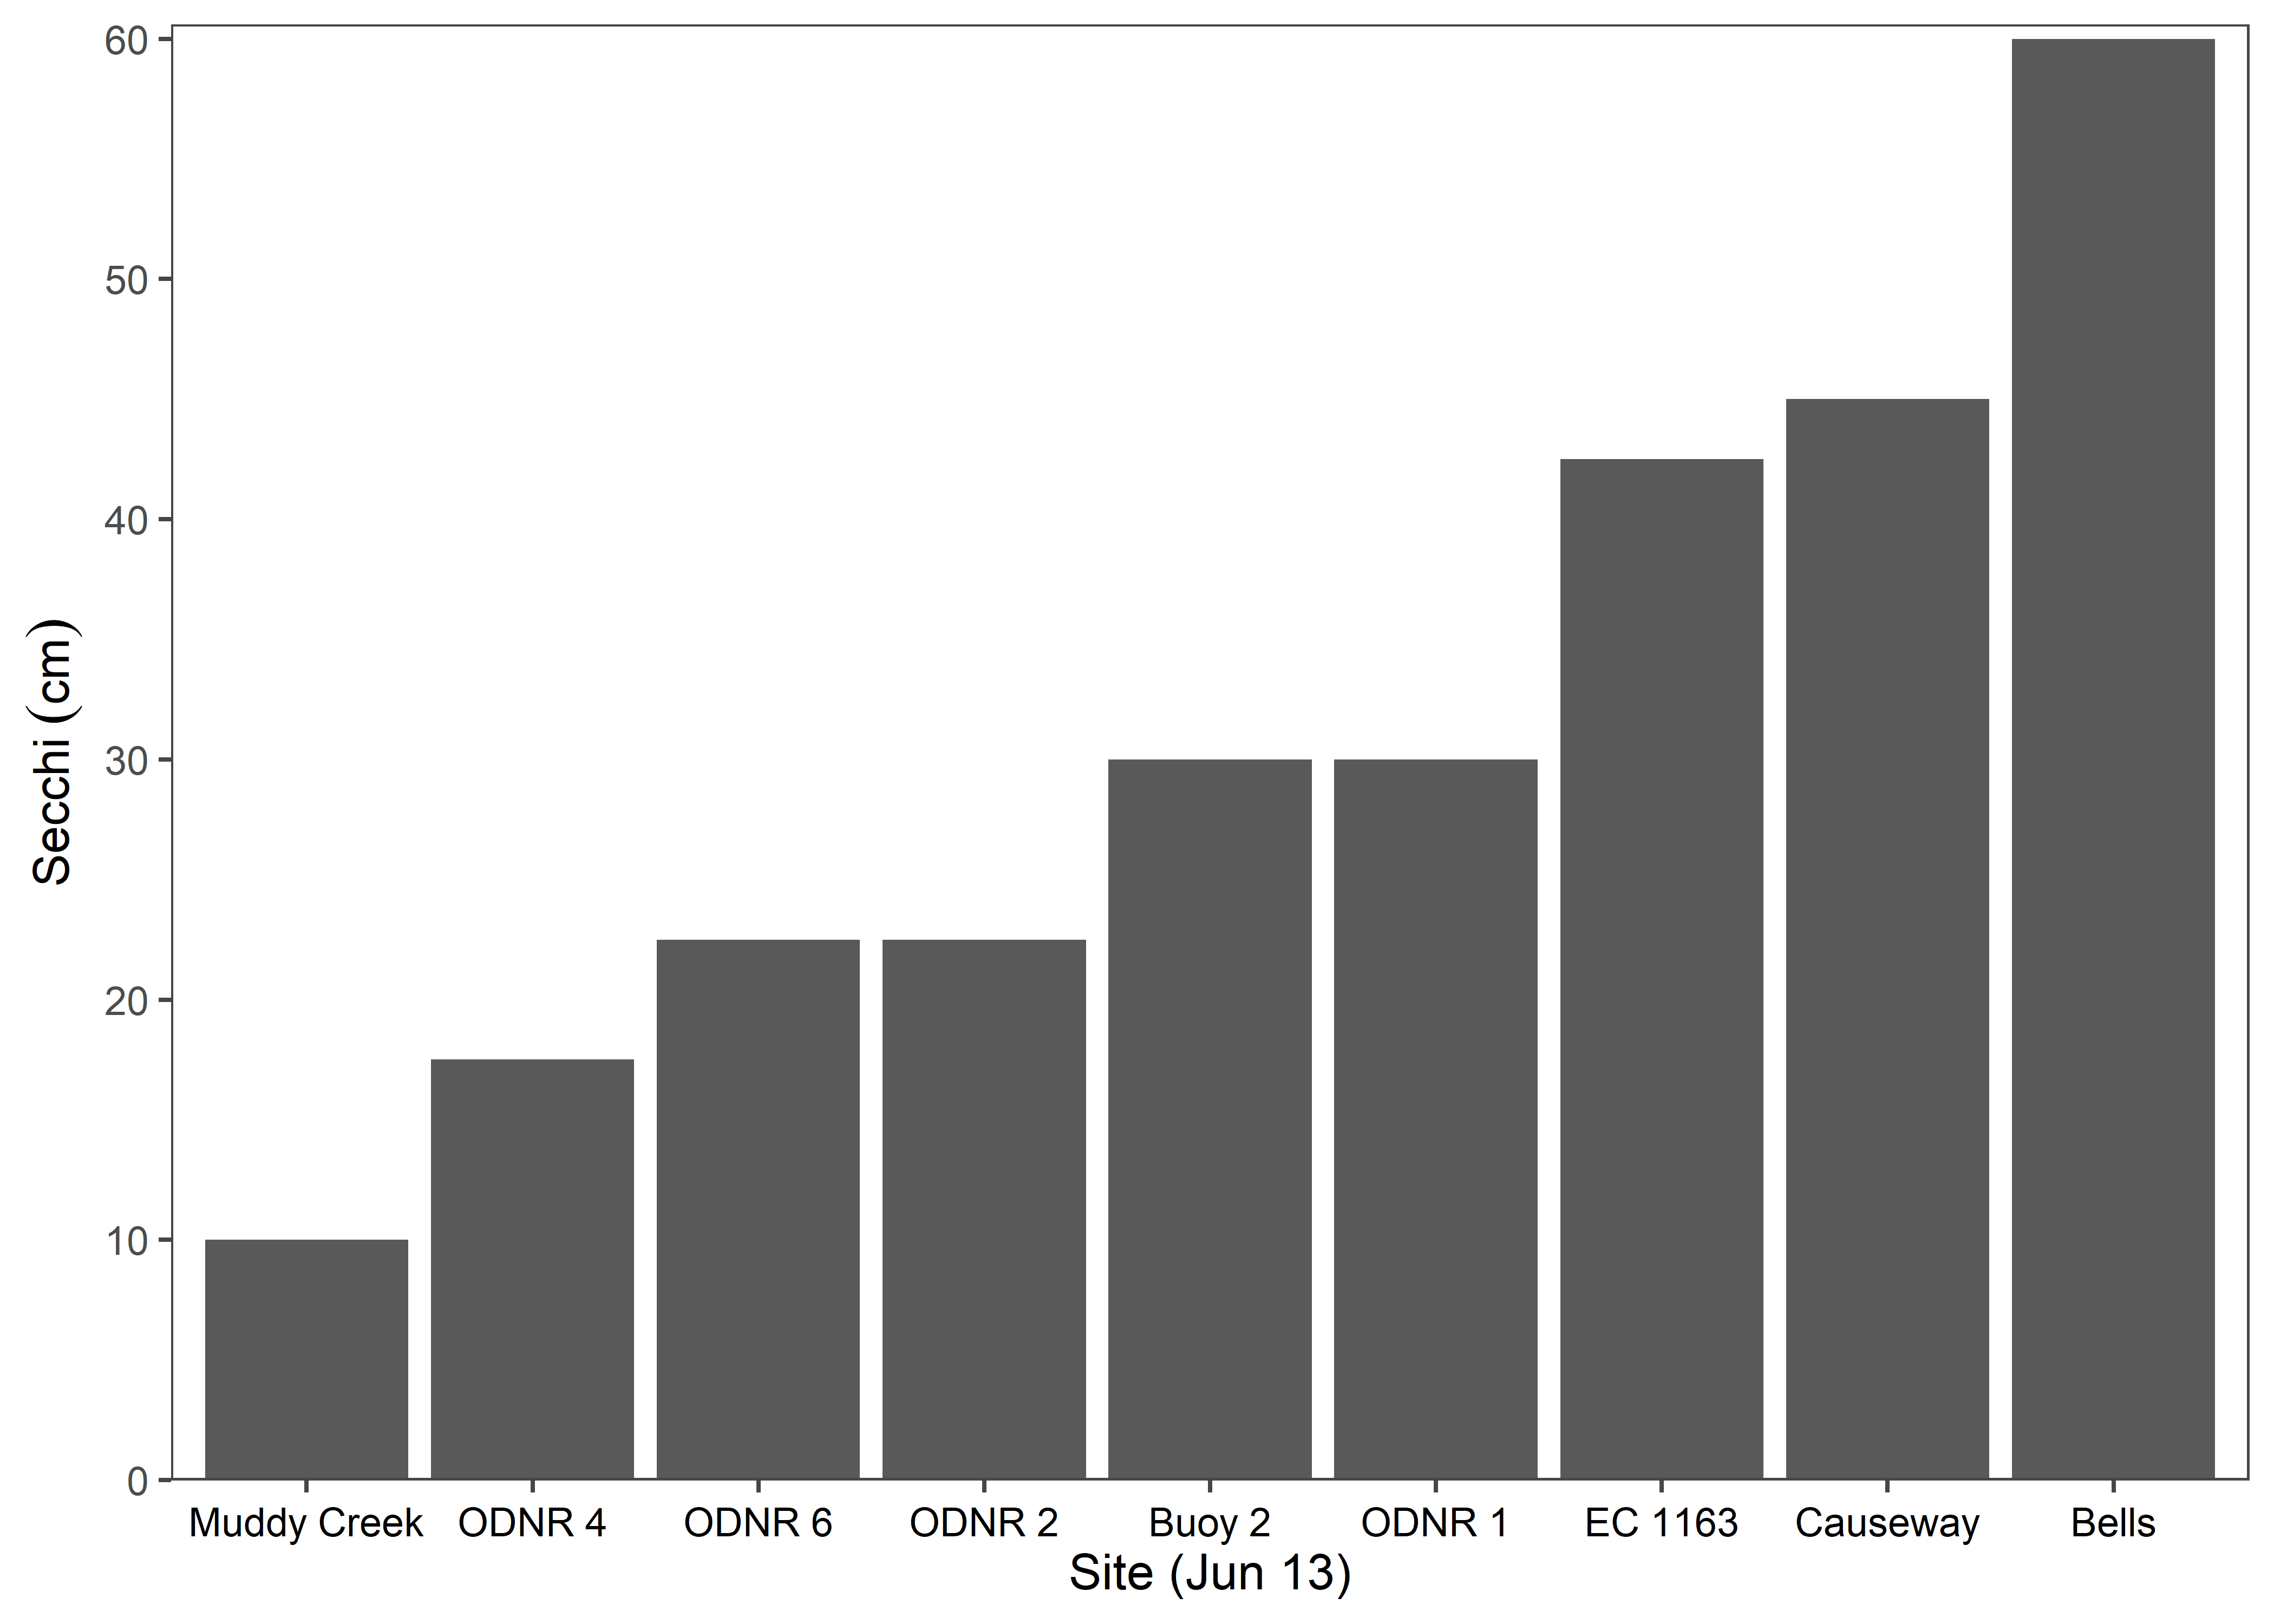 60
50
40
30
20
10
0
Secchi (cm)
Muddy Creek ODNR 4 ODNR 6 ODNR 2 Buoy 2 ODNR 1 EC 1163 Causeway Bells
Site (Jun 13)